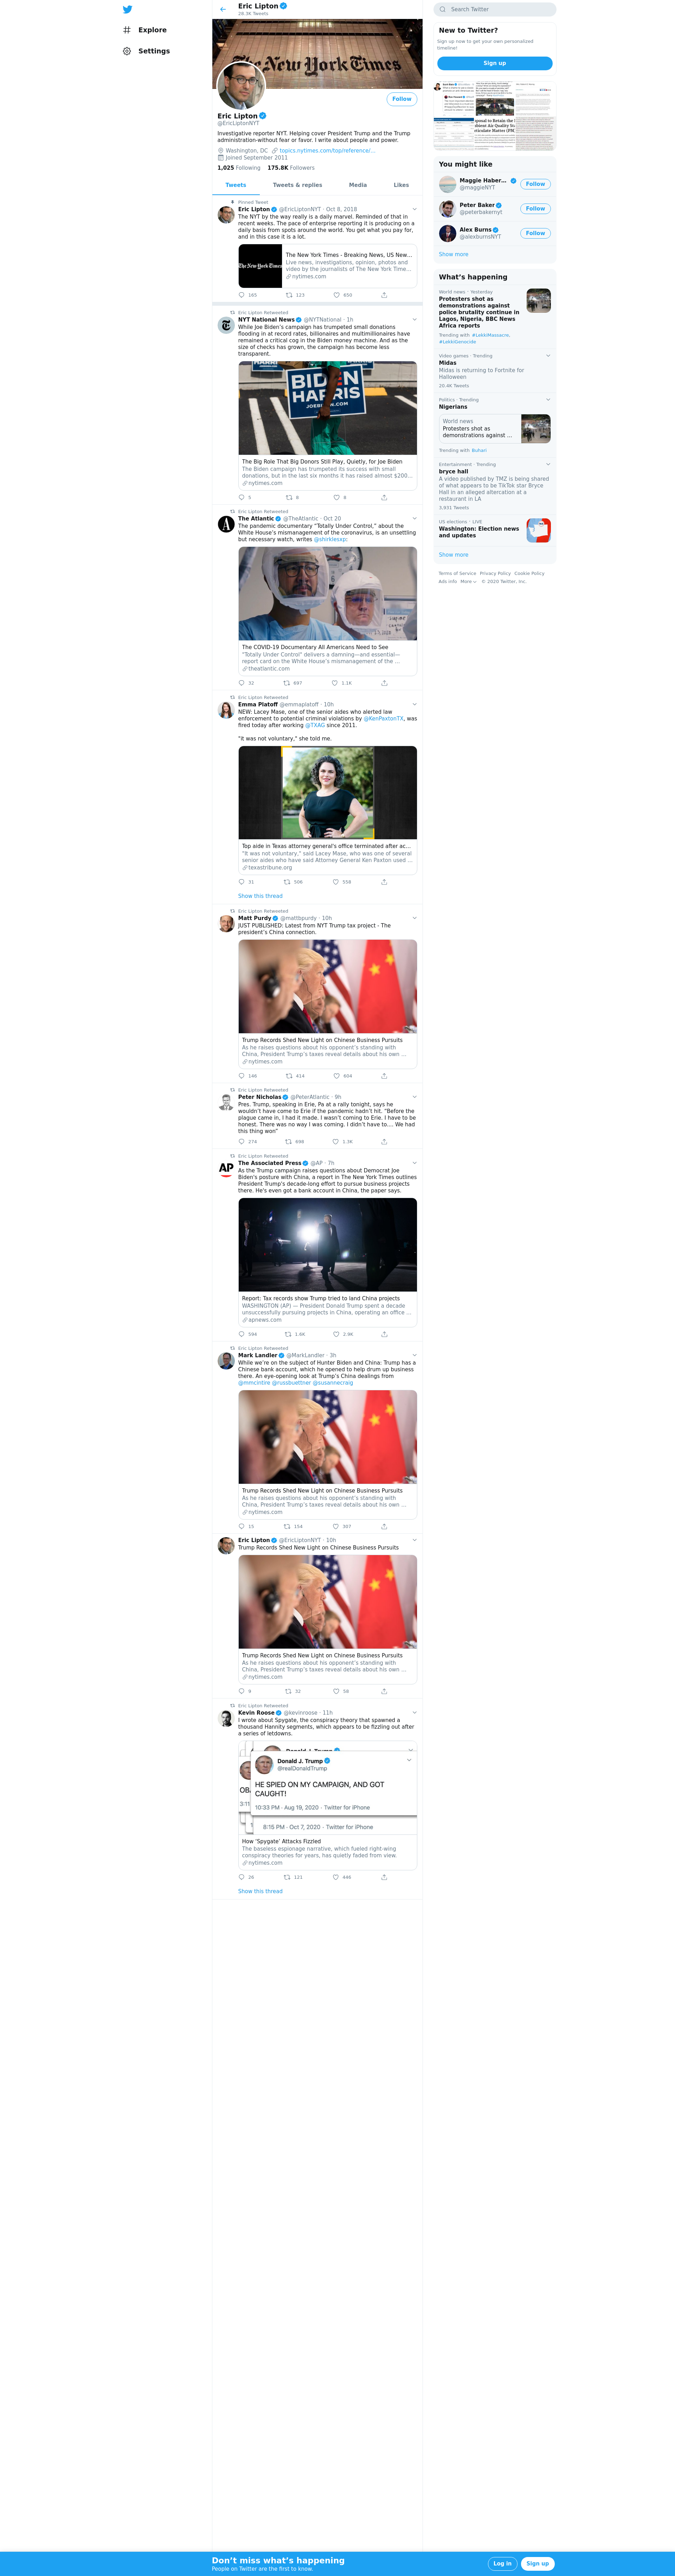 Explore
Settings
Eric Lipton
28.3K Tweets
The New York Times
Follow
Eric Lipton
@EricLiptonNYT
Investigative reporter NYT. Helping cover President Trump and the Trump
administration-without fear or favor. I write about people and power.
Washington, DC topics.nytimes.com/top/reference/...
Joined September 2011
1,025 Following 175.8K Followers
Tweets Tweets & replies Media Likes
Pinned Tweet
Eric Lipton @EricLiptonNYT · Oct 8, 2018
The NYT by the way really is a daily marvel. Reminded of that in
recent weeks. The pace of enterprise reporting it is pumping out on a
daily basis from spots around the world. You get what you pay for,
and in this case it is a lot.
The New York Times
The New York Times - Breaking News, US New...
Live news, investigations, opinion, photos and
video by the journalists of The New York Time...
nytimes.com
165 123 650
Eric Lipton Retweeted
NYT National News @NYTNational · 1h
While Joe Biden's campaign has trumpeted small donations
flooding in at record rates, billionaires and multimillionaires have
remained a critical cog in the Biden money machine. And as the
size of checks has grown, the campaign has become less
transparent.
BIDEN
HARRIS
JOEBIDEN.COM
The Big Role That Big Donors Still Play, Quietly, for Joe Biden
The Biden campaign has trumpeted its success with small
donations, but in the last six months it has raised almost $200...
nytimes.com
5 8 8
Eric Lipton Retweeted
The Atlantic @TheAtlantic · Oct 20
The pandemic documentary "Totally Under Control," about the
White House's mismanagement of the coronavirus, is an unsettling
but necessary watch, writes @shirklesxp:
The COVID-19 Documentary All Americans Need to See
"Totally Under Control" delivers a damning—and essential—
report card on the White House's mismanagement of the ...
theatlantic.com
32 697 1.1K
Eric Lipton Retweeted
Emma Platoff @emmaplatoff · 10h
NEW: Lacey Mase, one of the senior aides who alerted law
enforcement to potential criminal violations by @KenPaxtonTX, was
fired today after working @TXAG since 2011.
"It was not voluntary," she told me.
Top aide in Texas attorney general's office terminated after ac...
"It was not voluntary," said Lacey Mase, who was one of several
senior aides who have said Attorney General Ken Paxton used ...
texastribune.org
31 506 558
Show this thread
Eric Lipton Retweeted
Matt Purdy @mattbpurdy · 10h
JUST PUBLISHED: Latest from NYT Trump tax project - The
president's China connection.
Trump Records Shed New Light on Chinese Business Pursuits
As he raises questions about his opponent's standing with
China, President Trump's taxes reveal details about his own ...
nytimes.com
146 414 604
Eric Lipton Retweeted
Peter Nicholas @PeterAtlantic · 9h
Pres. Trump, speaking in Erie, Pa at a rally tonight, says he
wouldn't have come to Erie if the pandemic hadn't hit. "Before the
plague came in, I had it made. I wasn't coming to Erie. I have to be
honest. There was no way I was coming. I didn't have to.... We had
this thing won"
274 698 1.3K
Eric Lipton Retweeted
AP
The Associated Press @AP · 7h
As the Trump campaign raises questions about Democrat Joe
Biden's posture with China, a report in The New York Times outlines
President Trump's decade-long effort to pursue business projects
there. He's even got a bank account in China, the paper says.
Report: Tax records show Trump tried to land China projects
WASHINGTON (AP) — President Donald Trump spent a decade
unsuccessfully pursuing projects in China, operating an office ...
apnews.com
594 1.6K 2.9K
Eric Lipton Retweeted
Mark Landler @MarkLandler · 3h
While we're on the subject of Hunter Biden and China: Trump has a
Chinese bank account, which he opened to help drum up business
there. An eye-opening look at Trump's China dealings from
@mmcintire @russbuettner @susannecraig
Trump Records Shed New Light on Chinese Business Pursuits
As he raises questions about his opponent's standing with
China, President Trump's taxes reveal details about his own ...
nytimes.com
15 154 307
Eric Lipton @EricLiptonNYT · 10h
Trump Records Shed New Light on Chinese Business Pursuits
Trump Records Shed New Light on Chinese Business Pursuits
As he raises questions about his opponent's standing with
China, President Trump's taxes reveal details about his own ...
nytimes.com
9 32 58
Eric Lipton Retweeted
Kevin Roose @kevinroose · 11h
I wrote about Spygate, the conspiracy theory that spawned a
thousand Hannity segments, which appears to be fizzling out after
a series of letdowns.
Donald J. Trump
@realDonaldTrump
HE SPIED ON MY CAMPAIGN, AND GOT
CAUGHT!
10:33 PM · Aug 19, 2020 · Twitter for iPhone
8:15 PM · Oct 7, 2020 · Twitter for iPhone
How 'Spygate' Attacks Fizzled
The baseless espionage narrative, which fueled right-wing
conspiracy theories for years, has quietly faded from view.
nytimes.com
26 121 446
Show this thread
Search Twitter
New to Twitter?
Sign up now to get your own personalized
timeline!
Sign up
You might like
Maggie Haber...
@maggieNYT
Follow
Peter Baker
@peterbakernyt
Follow
Alex Burns
@alexburnsNYT
Follow
Show more
What's happening
World news · Yesterday
Protesters shot as
demonstrations against
police brutality continue in
Lagos, Nigeria, BBC News
Africa reports
Trending with #LekkiMassacre,
#LekkiGenocide
Video games · Trending
Midas
Midas is returning to Fortnite for
Halloween
20.4K Tweets
Politics · Trending
Nigerians
World news
Protesters shot as
demonstrations against ...
Trending with Buhari
Entertainment · Trending
bryce hall
A video published by TMZ is being shared
of what appears to be TikTok star Bryce
Hall in an alleged altercation at a
restaurant in LA
3,931 Tweets
US elections · LIVE
Washington: Election news
and updates
Show more
Terms of Service Privacy Policy Cookie Policy
Ads info More © 2020 Twitter, Inc.
Don't miss what's happening
People on Twitter are the first to know.
Log in
Sign up